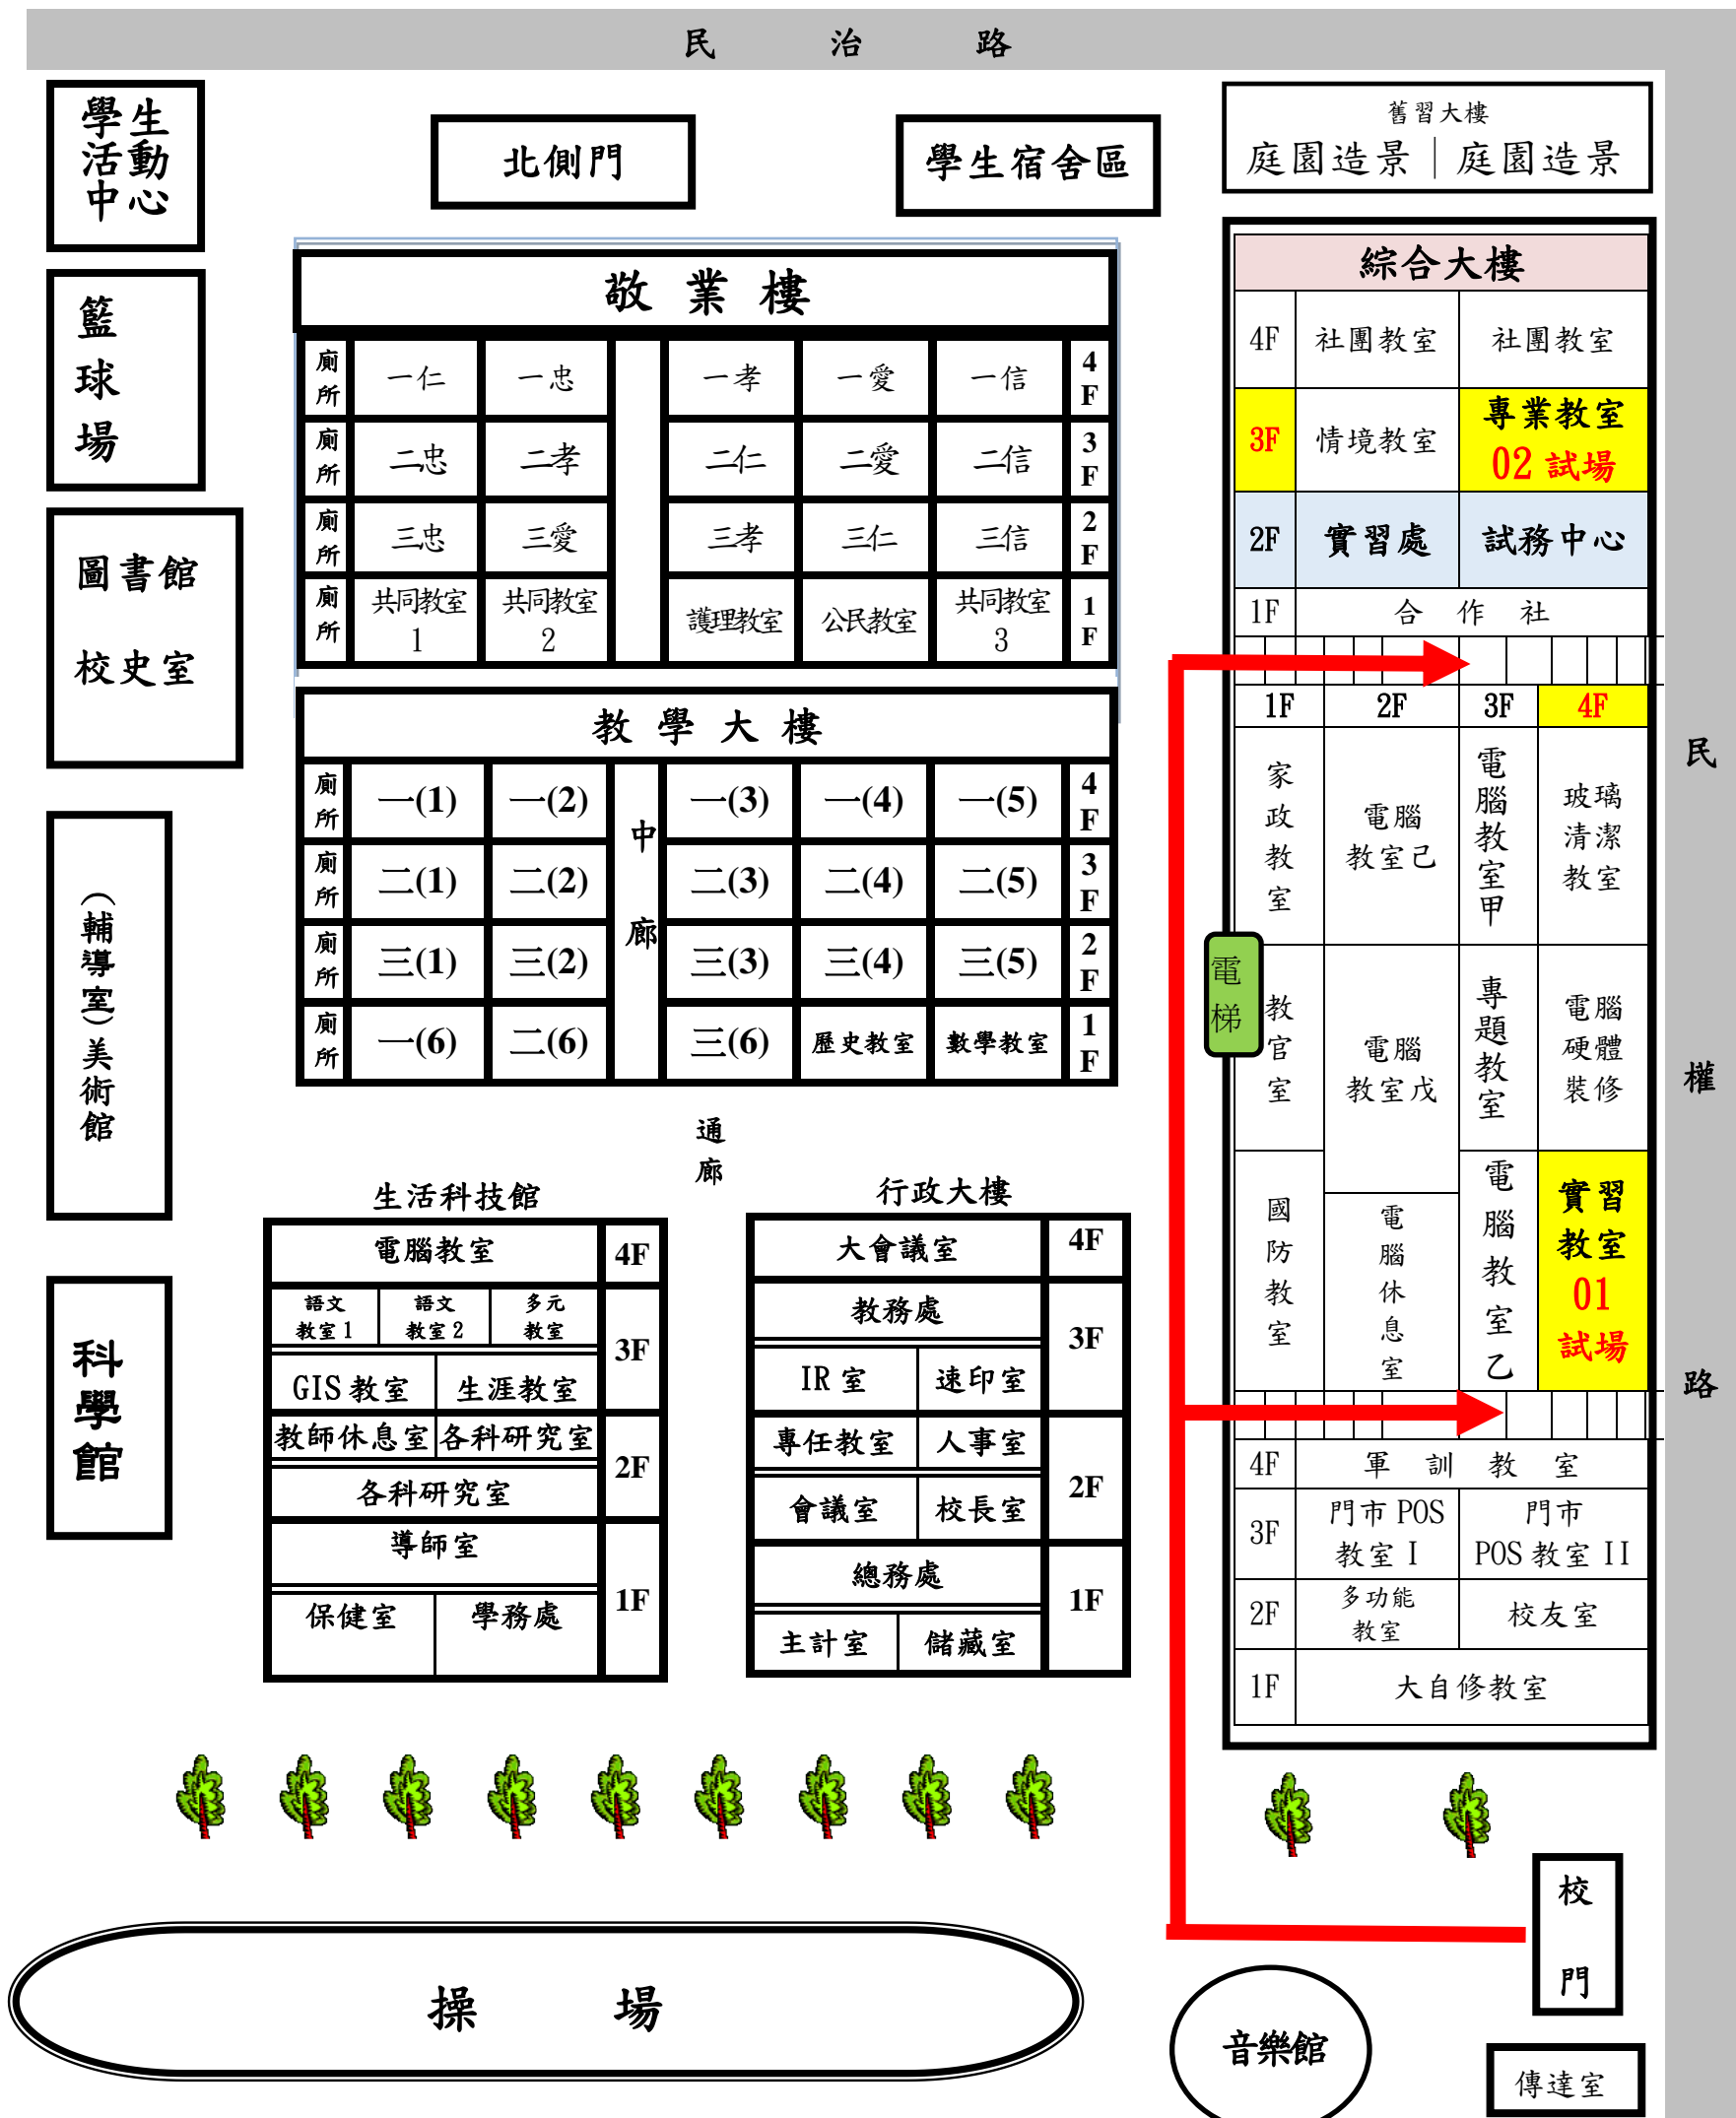 民 治 路
學生
活動
中心
北側門
學生宿舍區
舊習大樓
庭園造景｜庭園造景
籃
球
場
圖書館
校史室
（輔導室）美術館
科學館
敬 業 樓
廁所 一仁 一忠 一孝 一愛 一信 4F
廁所 二忠 二孝 二仁 二愛 二信 3F
廁所 三忠 三愛 三孝 三仁 三信 2F
廁所 共同教室1 共同教室2 護理教室 公民教室 共同教室3 1F
教 學 大 樓
中廊
廁所 一(1) 一(2) 一(3) 一(4) 一(5) 4F
廁所 二(1) 二(2) 二(3) 二(4) 二(5) 3F
廁所 三(1) 三(2) 三(3) 三(4) 三(5) 2F
廁所 一(6) 二(6) 三(6) 歷史教室 數學教室 1F
通
廊
生活科技館
電腦教室 4F
語文教室1 語文教室2 多元教室 3F
GIS教室 生涯教室
教師休息室 各科研究室 2F
各科研究室
導師室 1F
保健室 學務處
行政大樓
大會議室 4F
教務處 3F
IR室 速印室
專任教室 人事室 2F
會議室 校長室
總務處 1F
主計室 儲藏室
綜合大樓
4F 社團教室 社團教室
3F 情境教室 專業教室 02試場
2F 實習處 試務中心
1F 合 作 社
1F 2F 3F 4F
家政教室 電腦教室己 電腦教室甲 玻璃清潔教室
電梯
教官室 電腦教室戊 專題教室 電腦硬體裝修
國防教室 電腦休息室 電腦教室乙 實習教室 01 試場
4F 軍 訓 教 室
3F 門市POS教室I 門市POS教室II
2F 多功能教室 校友室
1F 大自修教室
民 權 路
校
門
操 場
音樂館
傳達室